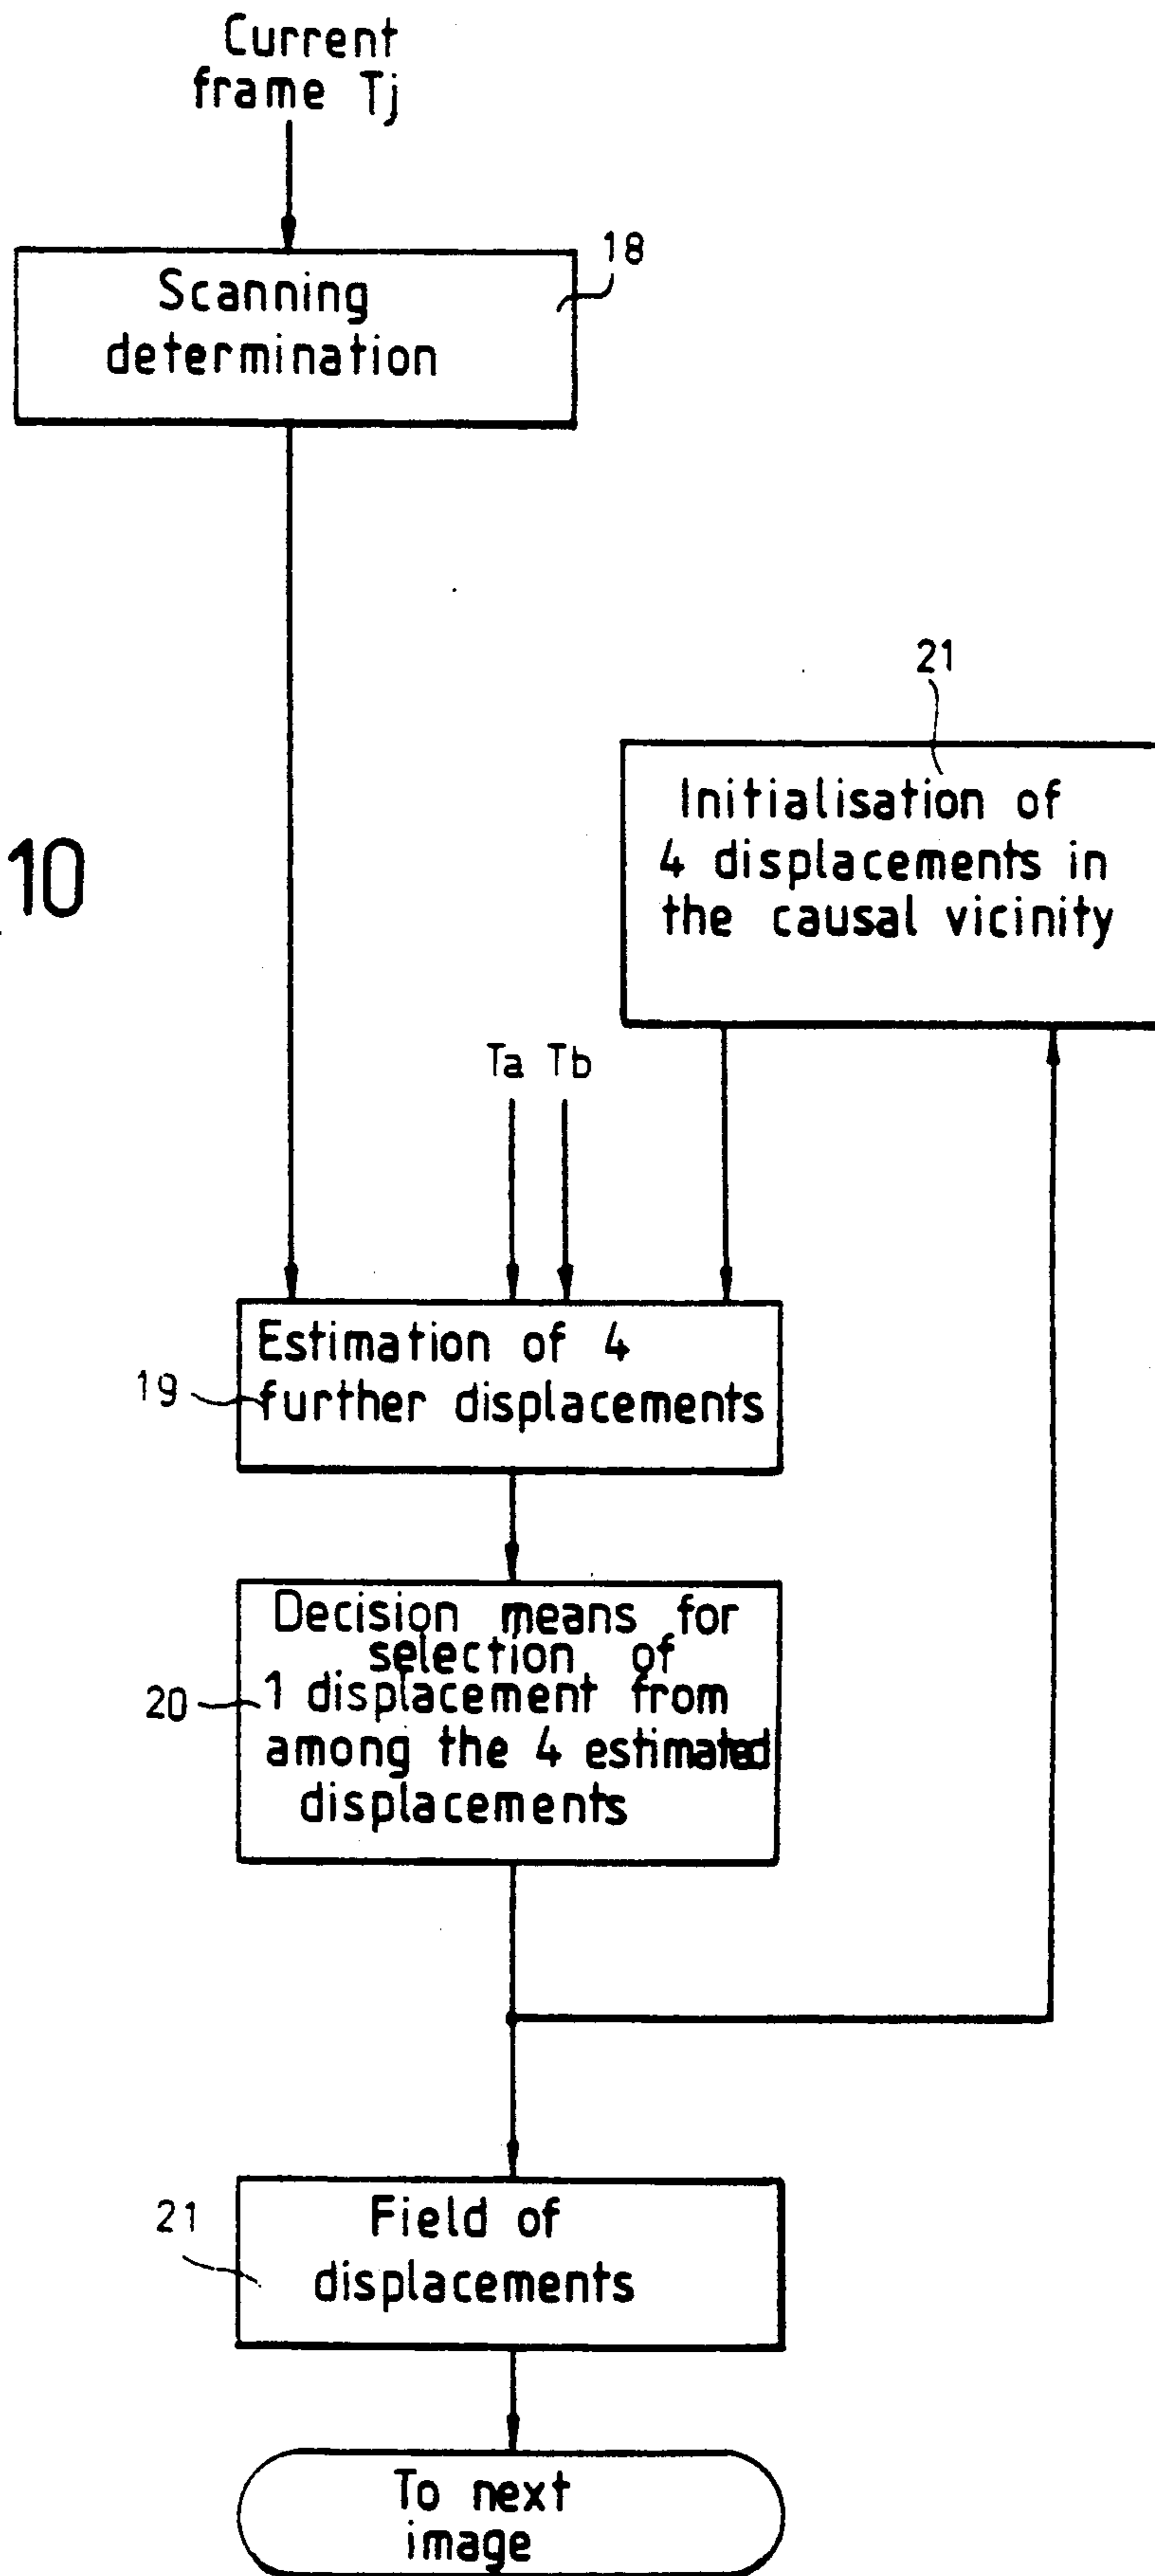 Current
frame Tj
18
Scanning
determination
21
Initialisation of
4 displacements in
the causal vicinity
10
Ta Tb
Estimation of 4
19
further displacements
Decision means for
selection of
20
1 displacement from
among the 4 estimated
displacements
21
Field of
displacements
To next
image